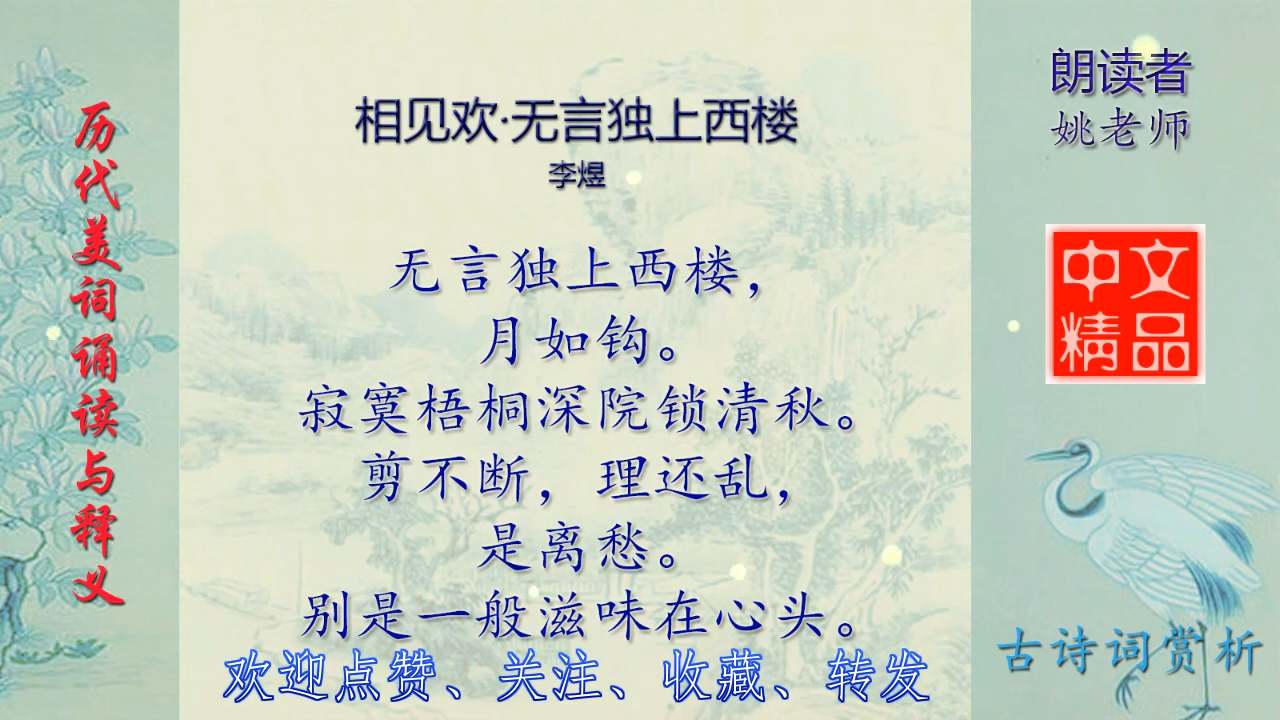 历代美词诵读与释义
相见欢·无言独上西楼
李煜
无言独上西楼，
月如钩。
寂寞梧桐深院锁清秋。
剪不断，理还乱，
是离愁。
别是一般滋味在心头。
欢迎点赞、关注、收藏、转发
朗读者
姚老师
中文
精品
古诗词赏析